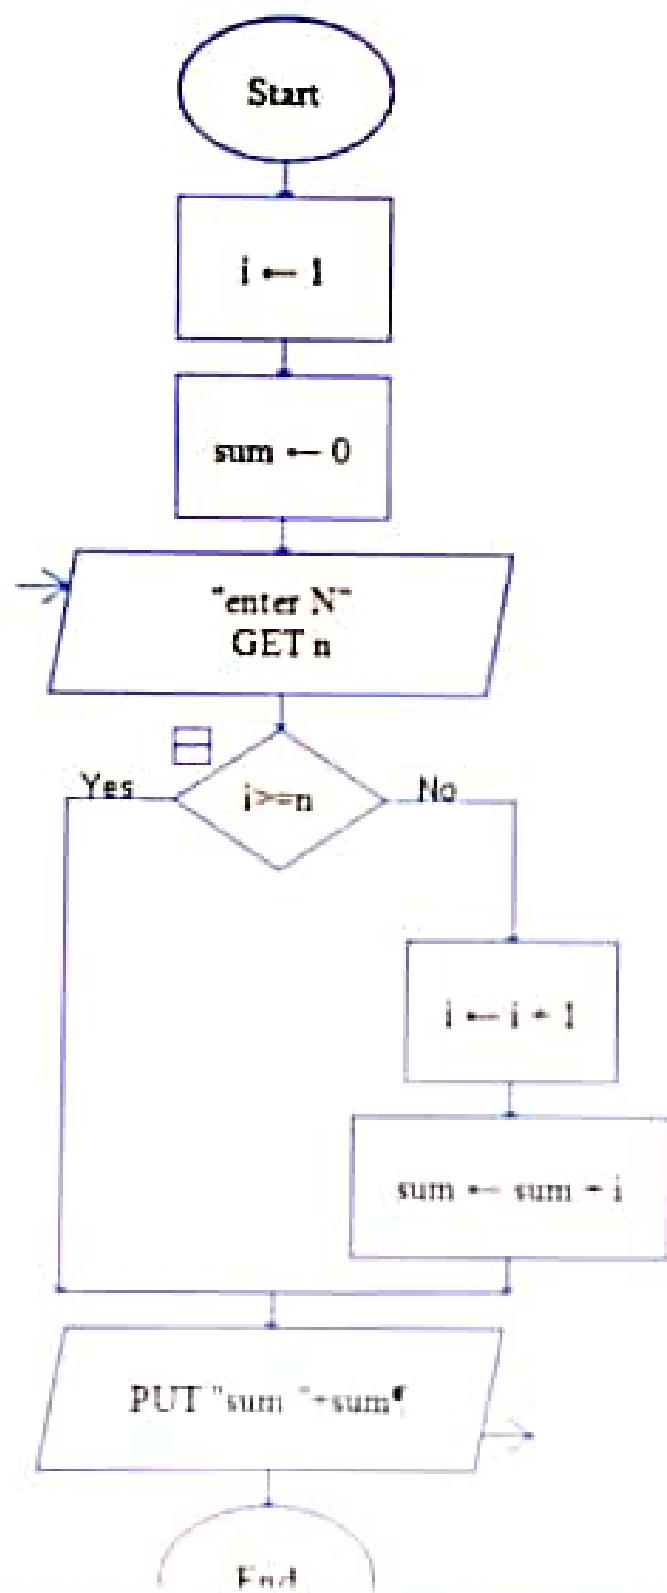 Start
i ← 1
sum ← 0
"enter N"
GET n
Yes
i>=n
No
i ← i + 1
sum ← sum + i
PUT "sum "+sum¶
End